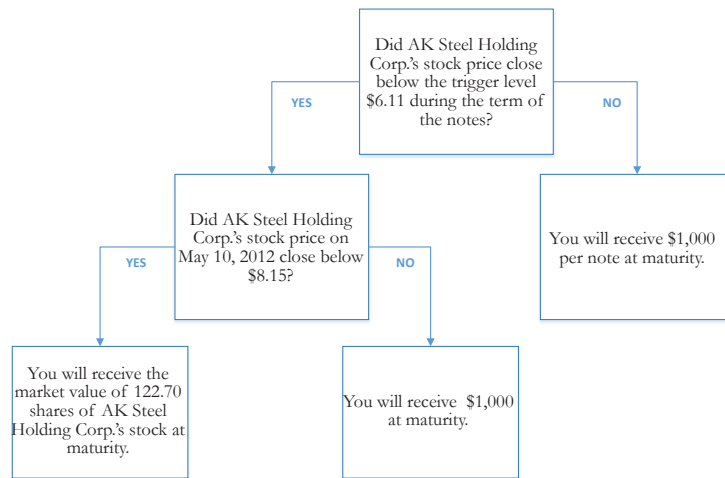 Did AK Steel Holding
Corp.'s stock price close
below the trigger level
$6.11 during the term of
the notes?
YES
NO
Did AK Steel Holding
Corp.'s stock price on
May 10, 2012 close below
$8.15?
You will receive $1,000
per note at maturity.
YES
NO
You will receive the
market value of 122.70
shares of AK Steel
Holding Corp.'s stock at
maturity.
You will receive $1,000
at maturity.